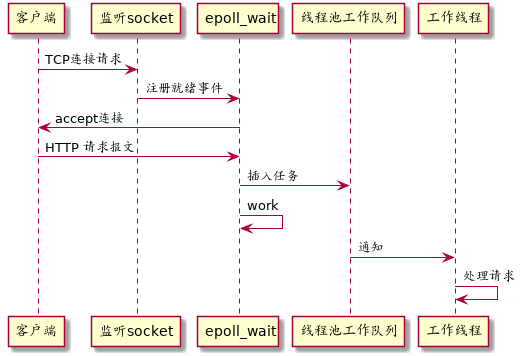 客户端 监听socket epoll_wait 线程池工作队列 工作线程
TCP连接请求
注册就绪事件
accept连接
HTTP 请求报文
插入任务
work
通知
处理请求
客户端 监听socket epoll_wait 线程池工作队列 工作线程